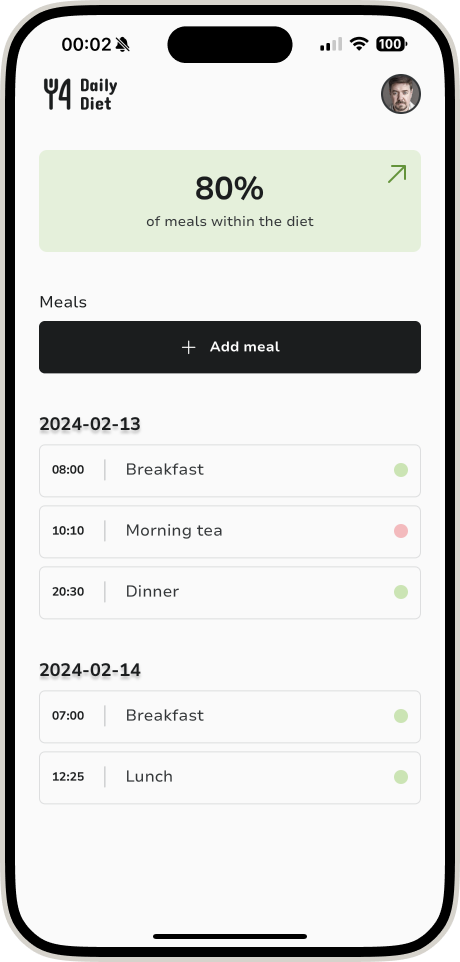 00:02
100
Daily
Diet
80%
of meals within the diet
Meals
Add meal
2024-02-13
08:00 Breakfast
10:10 Morning tea
20:30 Dinner
2024-02-14
07:00 Breakfast
12:25 Lunch